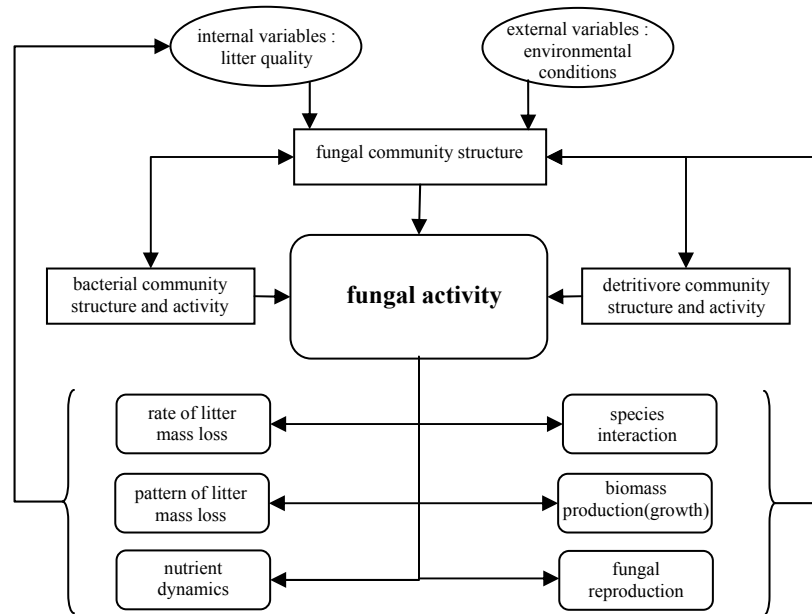 internal variables :
litter quality
external variables :
environmental
conditions
fungal community structure
bacterial community
structure and activity
fungal activity
detritivore community
structure and activity
rate of litter
mass loss
species
interaction
pattern of litter
mass loss
biomass
production(growth)
nutrient
dynamics
fungal
reproduction